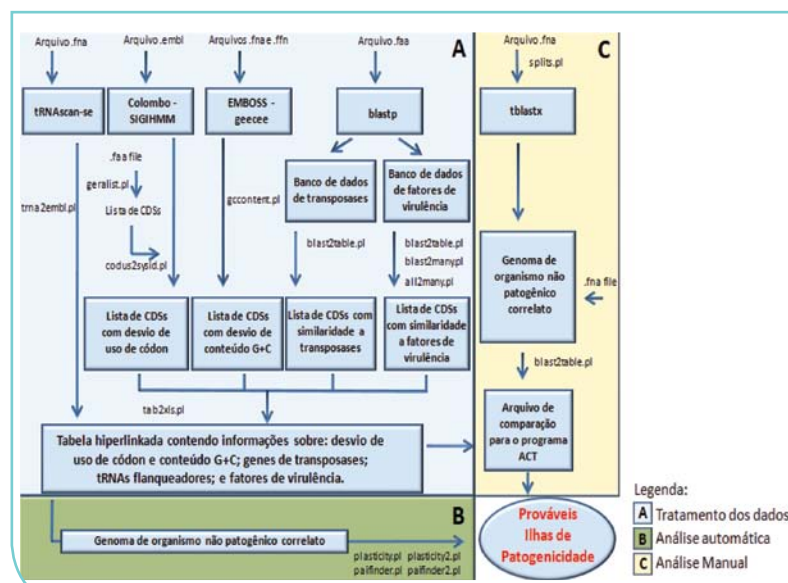 Arquivo .fna
Arquivo .embl
Arquivos .fna e .ffn
Arquivo .faa
A
tRNAscan-se
Colombo -
SIGIHMM
EMBOSS -
geecee
blastp
.faa file
geralist.pl
Lista de CDSs
codus2sysid.pl
trna2embl.pl
gccontent.pl
Banco de dados
de transposases
Banco de dados
de fatores de
virulência
blast2table.pl
blast2table.pl
blast2many.pl
all2many.pl
Lista de CDSs
com desvio de
uso de códon
Lista de CDSs
com desvio de
conteúdo G+C
Lista de CDSs com
similaridade a
transposases
Lista de CDSs
com similaridade
a fatores de
virulência
tab2xls.pl
Tabela hiperlinkada contendo informações sobre: desvio de
uso de códon e conteúdo G+C; genes de transposases;
tRNAs flanqueadores; e fatores de virulência.
Arquivo .fna
C
splits.pl
tblastx
Genoma de
organismo não
patogênico
correlato
.fna file
blast2table.pl
Arquivo de
comparação
para o programa
ACT
B
Genoma de organismo não patogênico correlato
plasticity.pl plasticity2.pl
paifinder.pl paifinder2.pl
Prováveis
Ilhas de
Patogenicidade
Legenda:
A Tratamento dos dados
B Análise automática
C Análise Manual